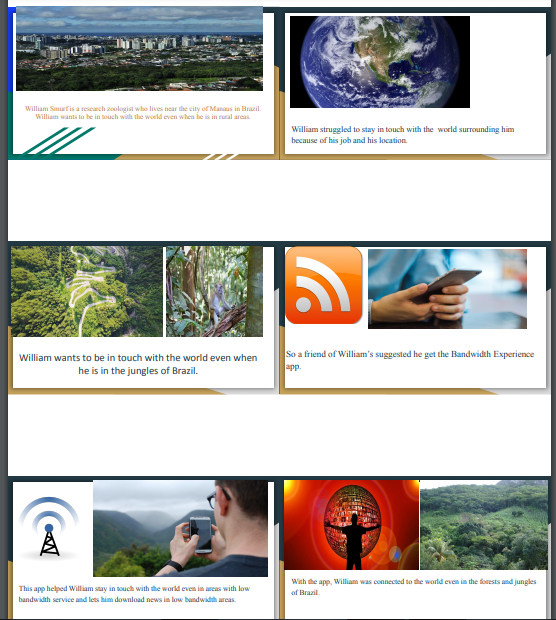 William Smurf is a research zoologist who lives near the city of Manaus in Brazil.
William wants to be in touch with the world even when he is in rural areas.
William struggled to stay in touch with the  world surrounding him
because of his job and his location.
William wants to be in touch with the world even when
he is in the jungles of Brazil.
So a friend of William's suggested he get the Bandwidth Experience
app.
This app helped William stay in touch with the world even in areas with low
bandwidth service and lets him download news in low bandwidth areas.
With the app, William was connected to the world even in the forests and jungles
of Brazil.